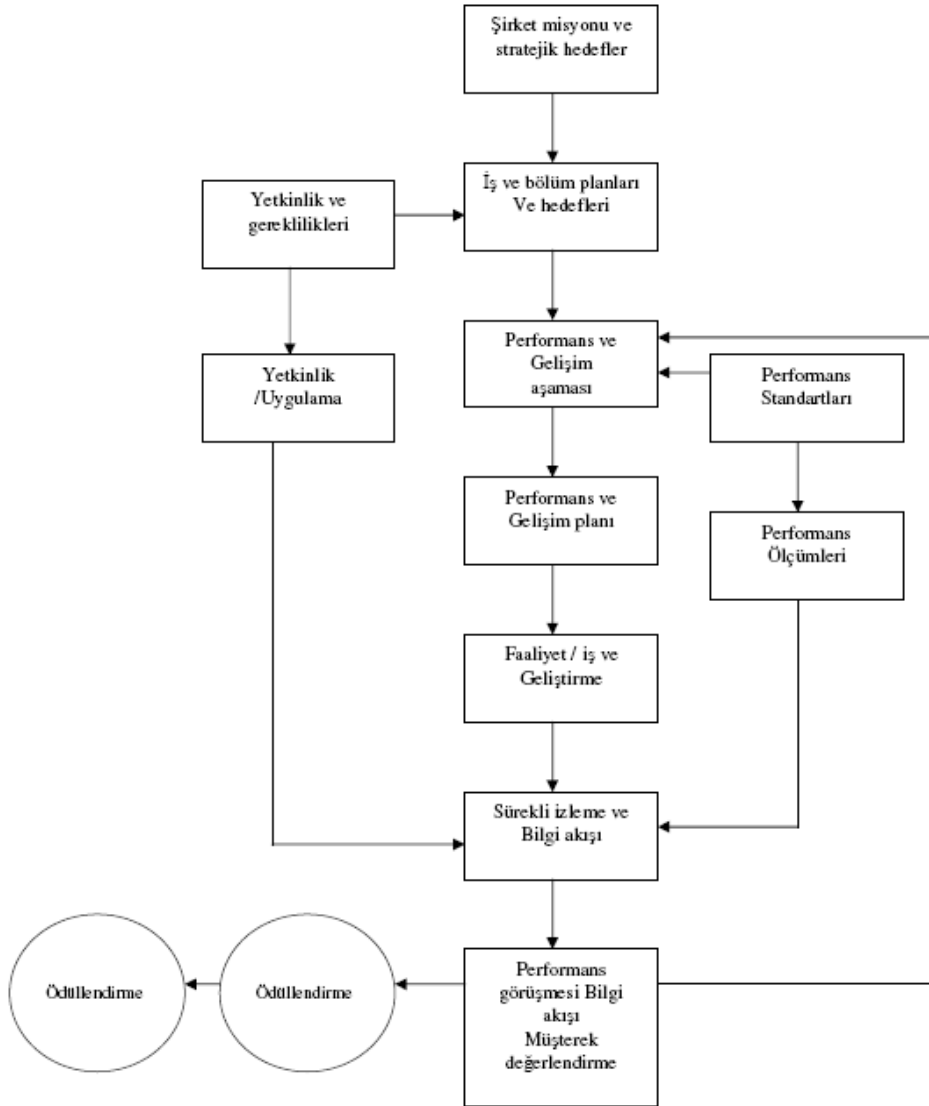 Şirket misyonu ve
stratejik hedefler
Yetkinlik ve
gereklilikleri
İş ve bölüm planları
Ve hedefleri
Yetkinlik
/Uygulama
Performans ve
Gelişim
aşaması
Performans
Standartları
Performans ve
Gelişim planı
Performans
Ölçümleri
Faaliyet / iş ve
Geliştirme
Sürekli izleme ve
Bilgi akışı
Ödüllendirme
Ödüllendirme
Performans
görüşmesi Bilgi
akışı
Müşterek
değerlendirme